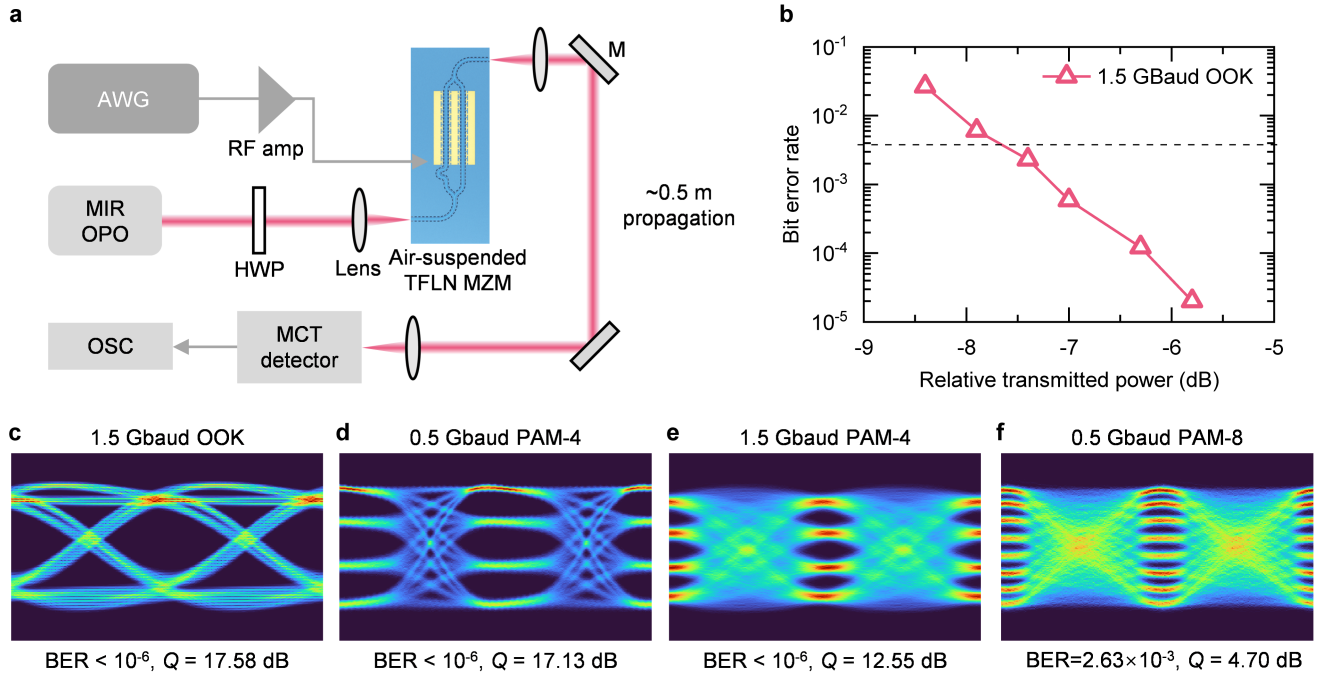 a
AWG
RF amp
M
MIR
OPO
HWP
Lens
Air-suspended
TFLN MZM
~0.5 m
propagation
OSC
MCT
detector
b
1.5 GBaud OOK
Bit error rate
10⁻¹
10⁻²
10⁻³
10⁻⁴
10⁻⁵
-9
-8
-7
-6
-5
Relative transmitted power (dB)
c
1.5 Gbaud OOK
BER < 10⁻⁶, Q = 17.58 dB
d
0.5 Gbaud PAM-4
BER < 10⁻⁶, Q = 17.13 dB
e
1.5 Gbaud PAM-4
BER < 10⁻⁶, Q = 12.55 dB
f
0.5 Gbaud PAM-8
BER=2.63×10⁻³, Q = 4.70 dB